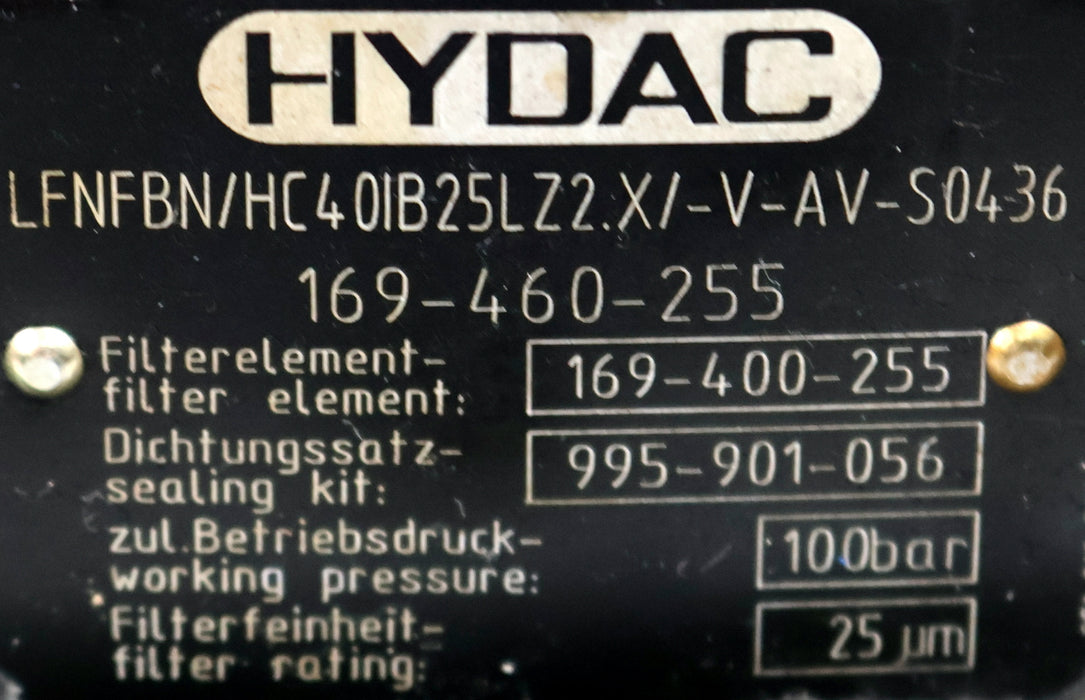 HYDAC
LFNFBN/HC40IB25LZ2.X/-V-AV-S0436
169-460-255
Filterelement-
filter element: 169-400-255
Dichtungssatz-
sealing kit: 995-901-056
zul.Betriebsdruck-
working pressure: 100bar
Filterfeinheit-
filter rating: 25 µm